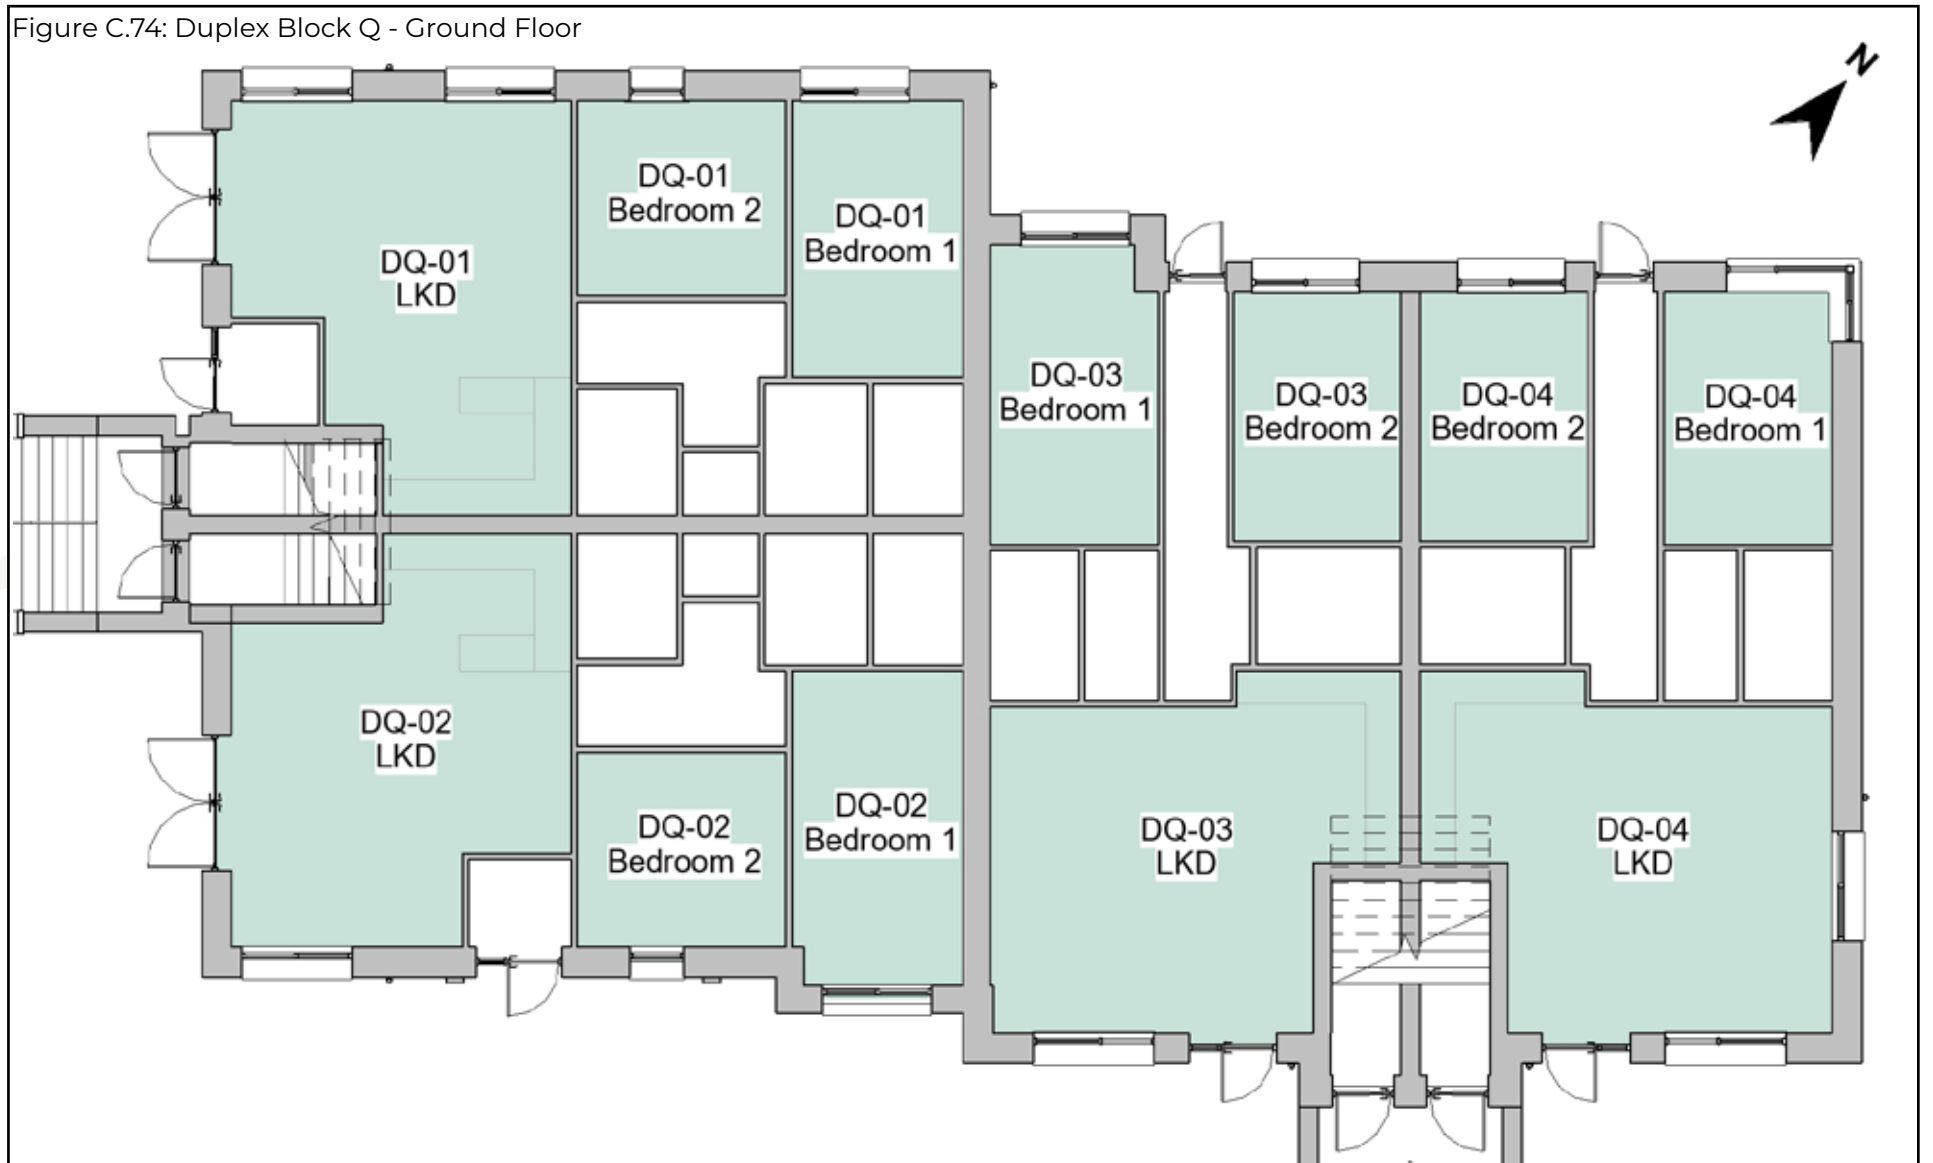 Figure C.74: Duplex Block Q - Ground Floor
N
DQ-01
LKD
DQ-01
Bedroom 2
DQ-01
Bedroom 1
DQ-03
Bedroom 1
DQ-03
Bedroom 2
DQ-04
Bedroom 2
DQ-04
Bedroom 1
DQ-02
LKD
DQ-02
Bedroom 2
DQ-02
Bedroom 1
DQ-03
LKD
DQ-04
LKD